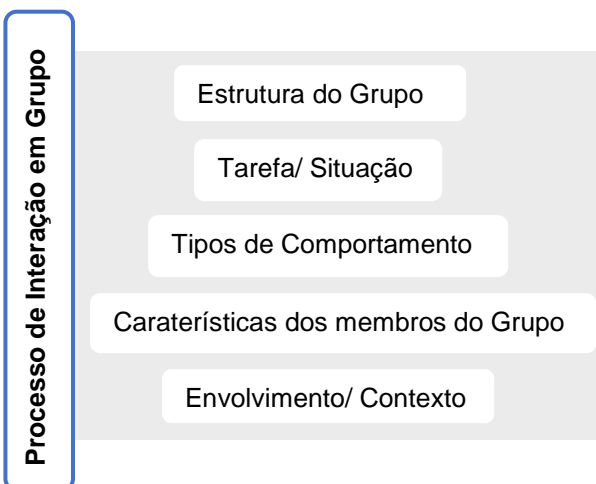 Processo de Interação em Grupo
Estrutura do Grupo
Tarefa/ Situação
Tipos de Comportamento
Caraterísticas dos membros do Grupo
Envolvimento/ Contexto